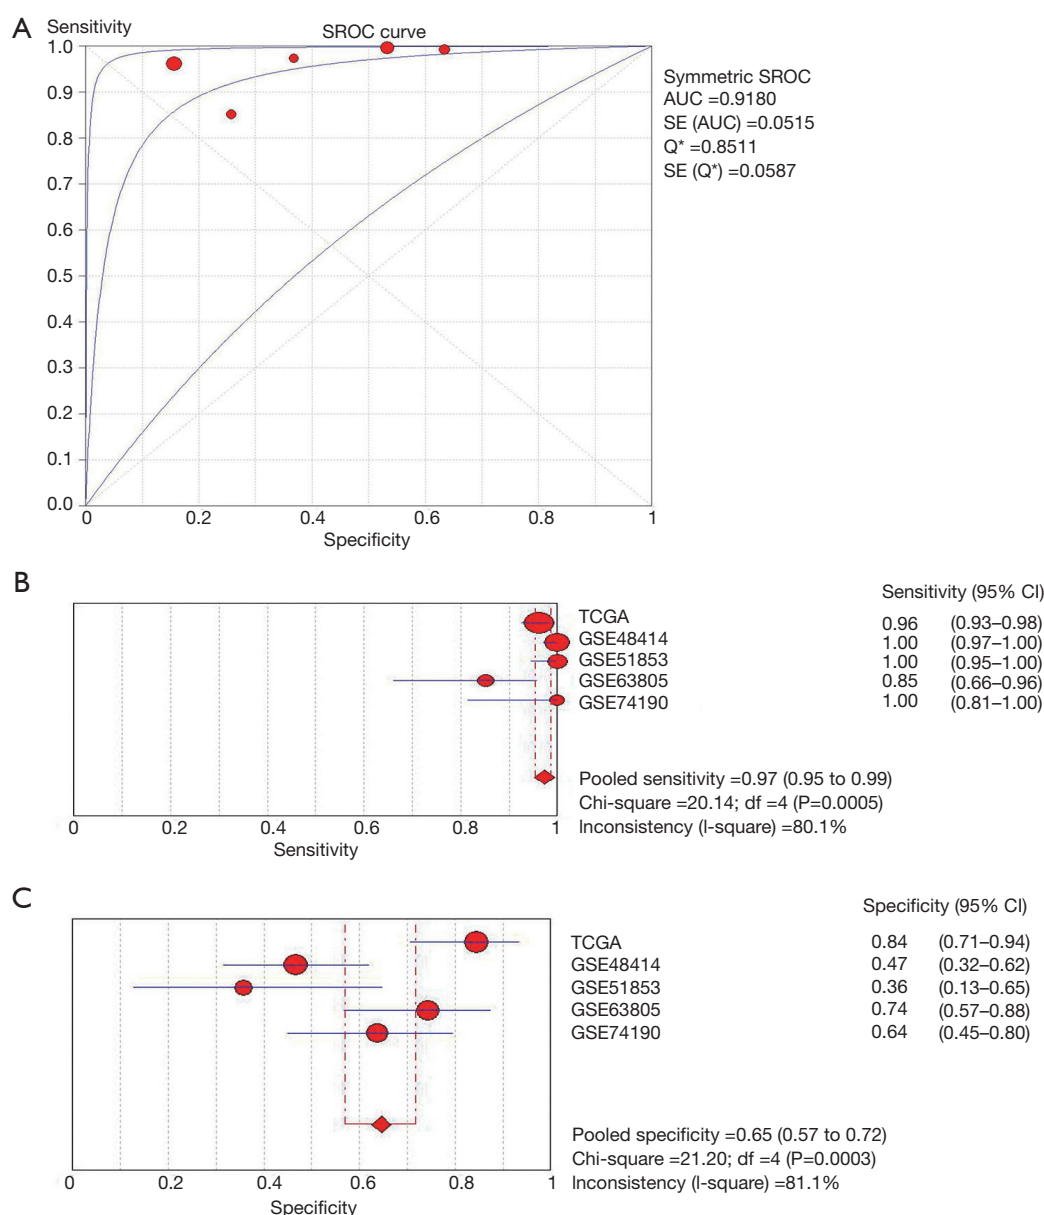 A
Sensitivity
SROC curve
1.0
0.9
0.8
0.7
0.6
0.5
0.4
0.3
0.2
0.1
0.0
0 0.2 0.4 0.6 0.8 1
Specificity
Symmetric SROC
AUC =0.9180
SE (AUC) =0.0515
Q* =0.8511
SE (Q*) =0.0587
B
Sensitivity (95% CI)
TCGA 0.96 (0.93–0.98)
GSE48414 1.00 (0.97–1.00)
GSE51853 1.00 (0.95–1.00)
GSE63805 0.85 (0.66–0.96)
GSE74190 1.00 (0.81–1.00)
Pooled sensitivity =0.97 (0.95 to 0.99)
Chi-square =20.14; df =4 (P=0.0005)
Inconsistency (I-square) =80.1%
0 0.2 0.4 0.6 0.8 1
Sensitivity
C
Specificity (95% CI)
TCGA 0.84 (0.71–0.94)
GSE48414 0.47 (0.32–0.62)
GSE51853 0.36 (0.13–0.65)
GSE63805 0.74 (0.57–0.88)
GSE74190 0.64 (0.45–0.80)
Pooled specificity =0.65 (0.57 to 0.72)
Chi-square =21.20; df =4 (P=0.0003)
Inconsistency (I-square) =81.1%
0 0.2 0.4 0.6 0.8 1
Specificity